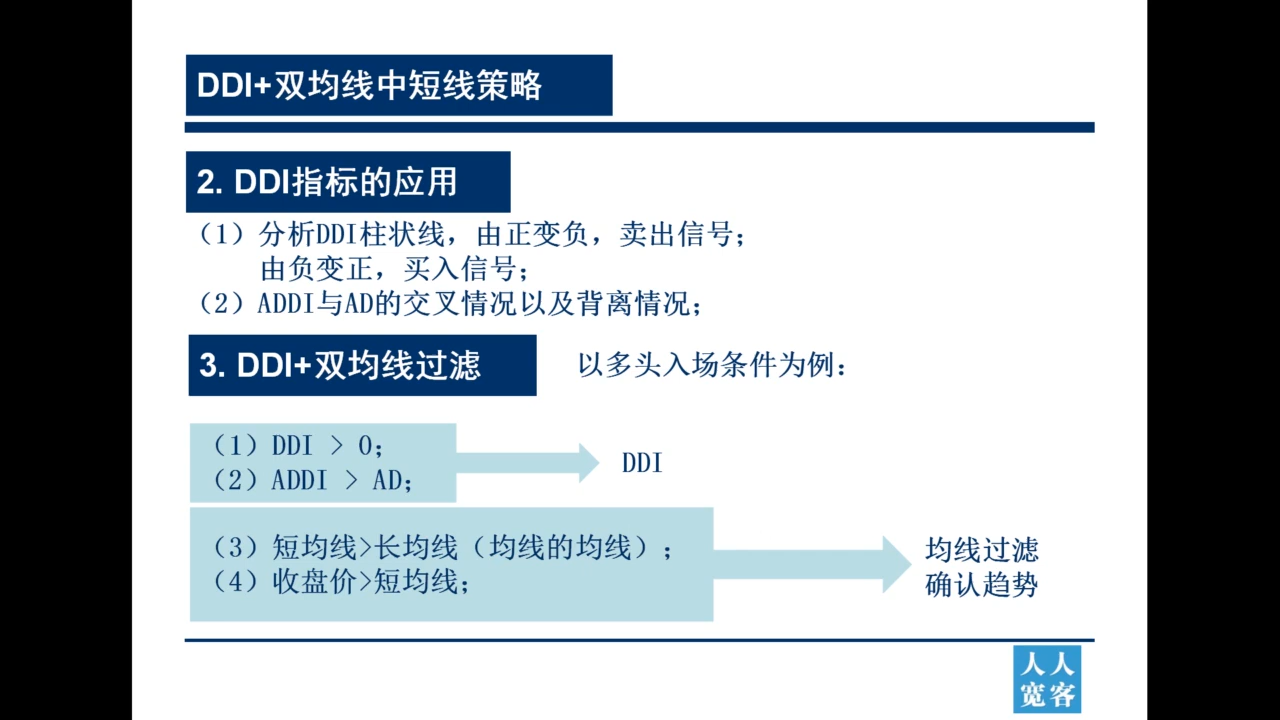 DDI+双均线中短线策略
2. DDI指标的应用
（1）分析DDI柱状线，由正变负，卖出信号；
由负变正，买入信号；
（2）ADDI与AD的交叉情况以及背离情况；
3. DDI+双均线过滤
以多头入场条件为例：
（1）DDI > 0；
（2）ADDI > AD；
DDI
（3）短均线>长均线（均线的均线）；
（4）收盘价>短均线；
均线过滤
确认趋势
人人
宽客